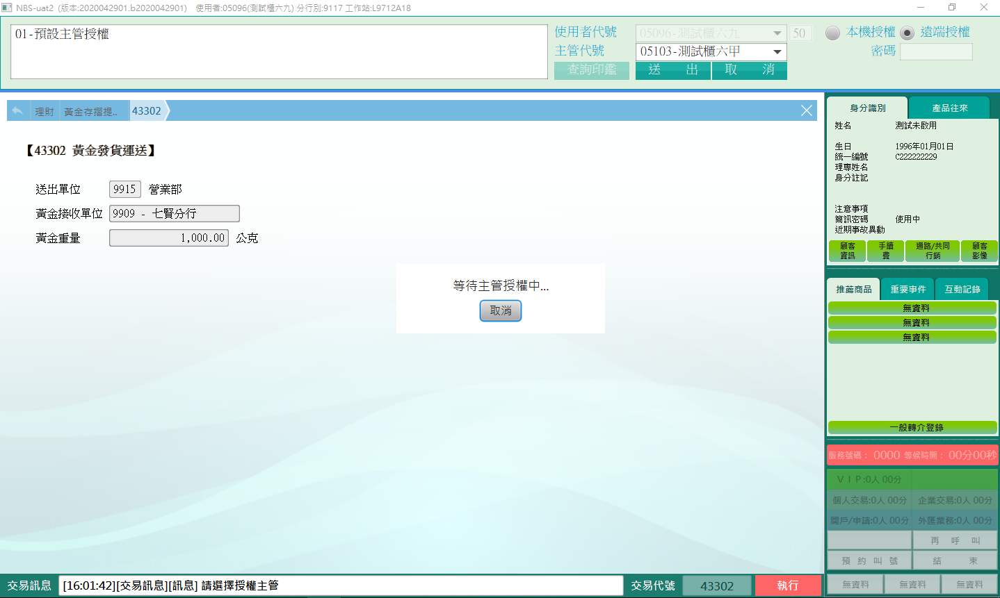 NBS-uat2 (版本:2020042901.b2020042901) 使用者:05096(測試櫃六九) 分行別:9117 工作站:L9712A18
01-預設主管授權
使用者代號 05096-測試櫃六九 50 本機授權 遠端授權
主管代號 05103-測試櫃六甲 密碼
查詢印鑑 送 出 取 消
理財 黃金存摺提.. 43302
【43302 黃金發貨運送】
送出單位 9915 營業部
黃金接收單位 9909 - 七賢分行
黃金重量 1,000.00 公克
等待主管授權中...
取消
身分識別 產品往來
姓名 測試未啟用
生日 1996年01月01日
統一編號 C222222229
理專姓名
身分註記
注意事項
簡訊密碼 使用中
近期事故異動
顧客資訊 手續費 通路/共同行銷 顧客影像
推薦商品 重要事件 互動記錄
無資料
無資料
無資料
一般轉介登錄
服務號碼： 0000 等候時間： 00分00秒
ＶＩＰ:0人 00分
個人交易:0人 00分 企業交易:0人 00分
開戶/申請:0人 00分 外匯業務:0人 00分
再 呼 叫
預 約 叫 號 結 束
無資料 無資料 無資料
交易訊息 [16:01:42][交易訊息][訊息] 請選擇授權主管 交易代號 43302 執行